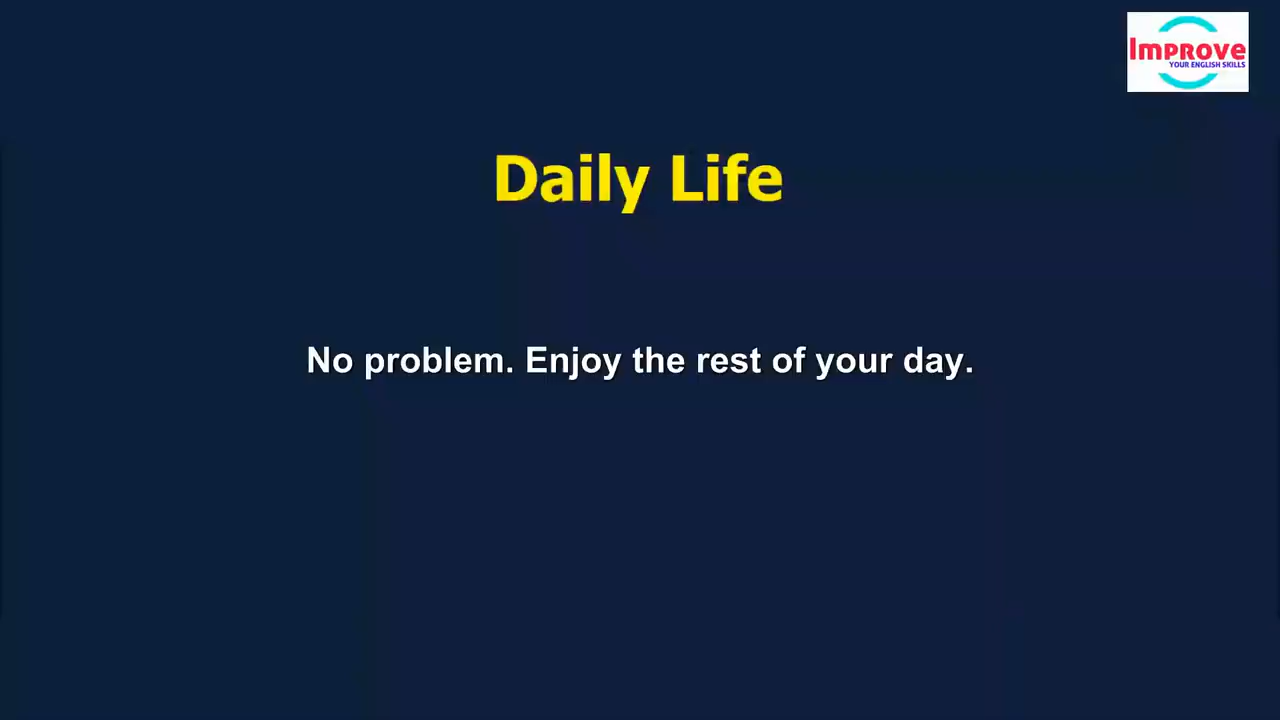 Improve
YOUR ENGLISH SKILLS
Daily Life
No problem. Enjoy the rest of your day.